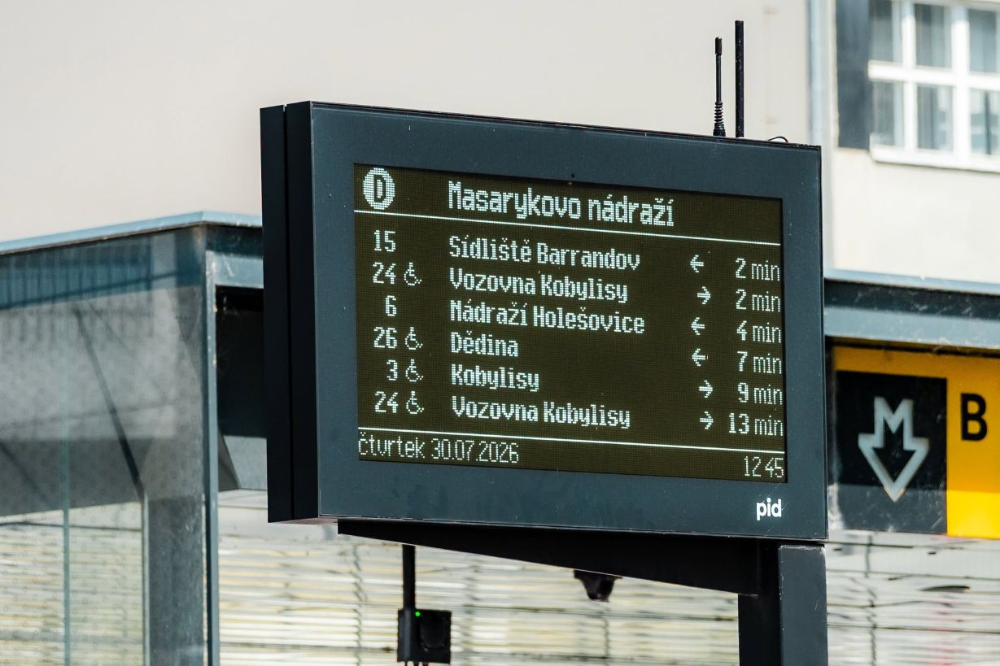 D Masarykovo nádraží
15 Sídliště Barrandov ← 2 min
24 ♿ Vozovna Kobylisy → 2 min
6 Nádraží Holešovice ← 4 min
26 ♿ Dědina ← 7 min
3 ♿ Kobylisy → 9 min
24 ♿ Vozovna Kobylisy → 13 min
čtvrtek 30.07.2026 12 45
pid
M B